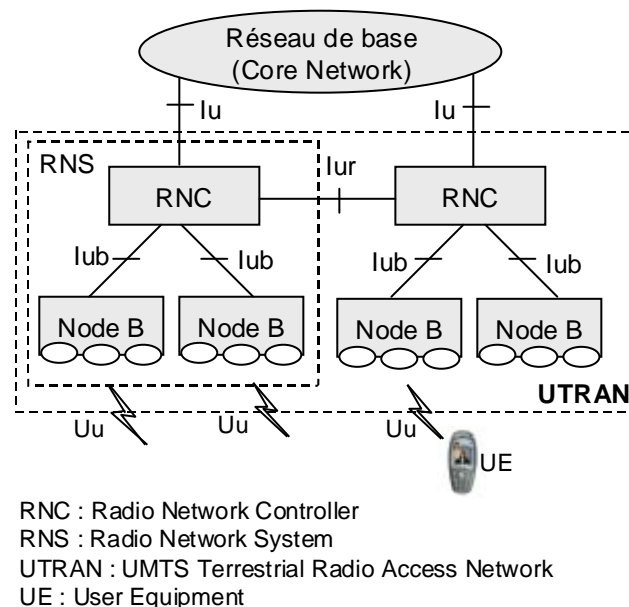 Réseau de base
(Core Network)
Iu
Iu
RNS
Iur
RNC
RNC
Iub
Iub
Iub
Iub
Node B
Node B
Node B
Node B
UTRAN
Uu
Uu
Uu
UE
RNC : Radio Network Controller
RNS : Radio Network System
UTRAN : UMTS Terrestrial Radio Access Network
UE : User Equipment